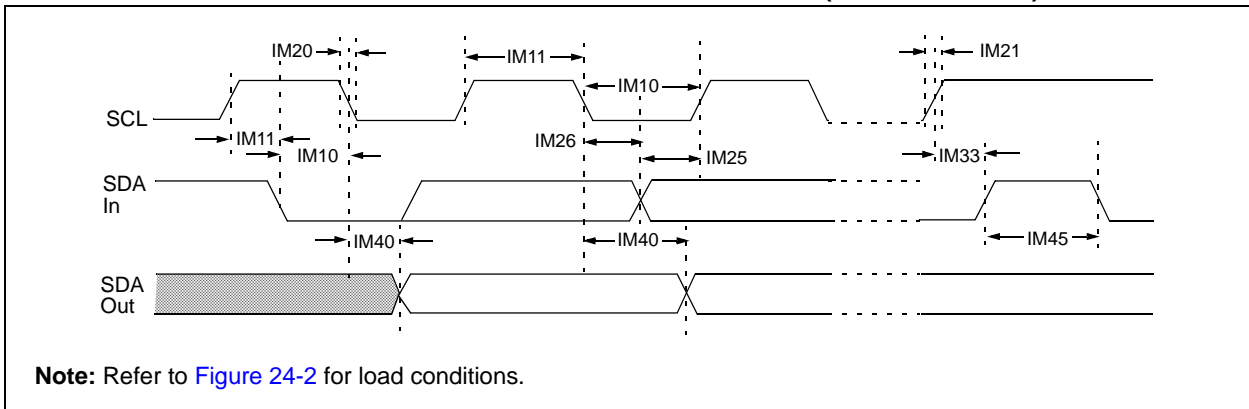 IM20
IM11
IM21
IM10
SCL
IM11
IM26
IM10
IM25
IM33
SDA
In
IM40
IM40
IM45
SDA
Out
Note: Refer to Figure 24-2 for load conditions.